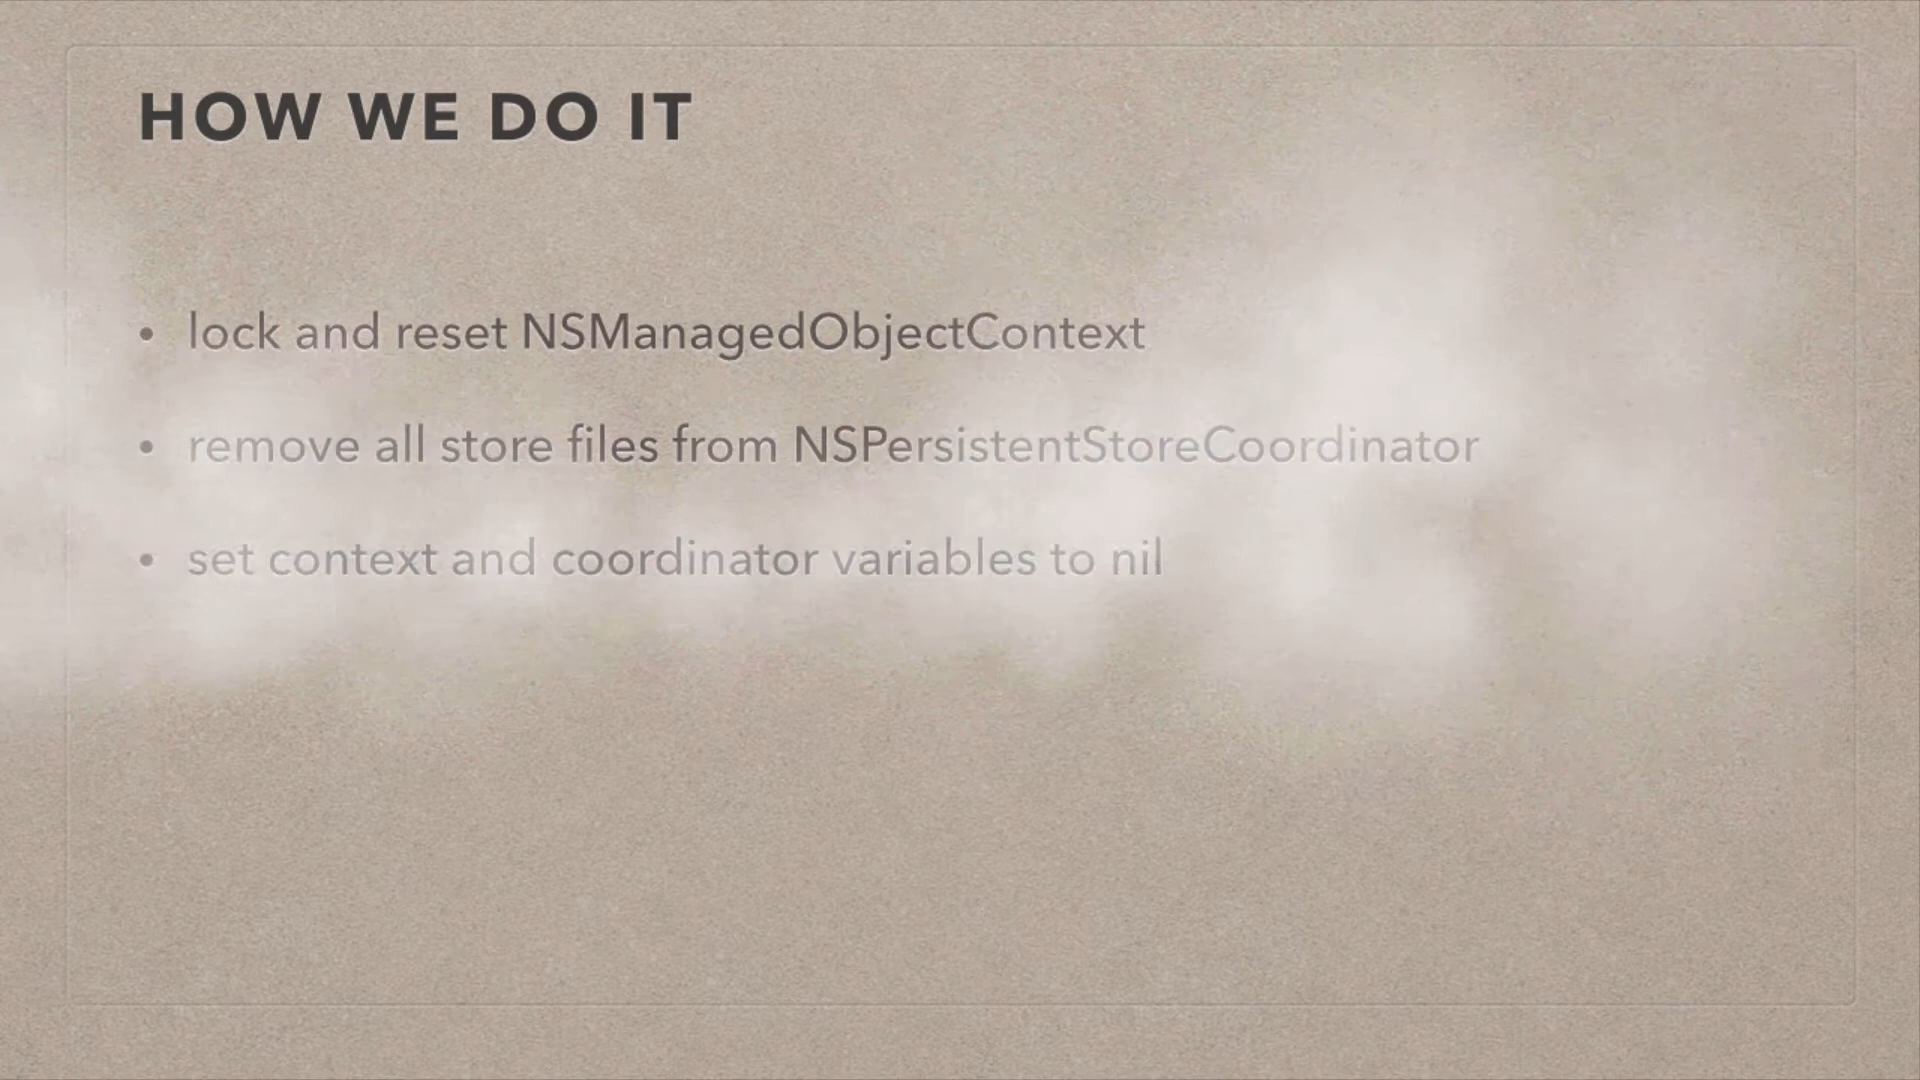 HOW WE DO IT
• lock and reset NSManagedObjectContext
• remove all store files from NSPersistentStoreCoordinator
• set context and coordinator variables to nil